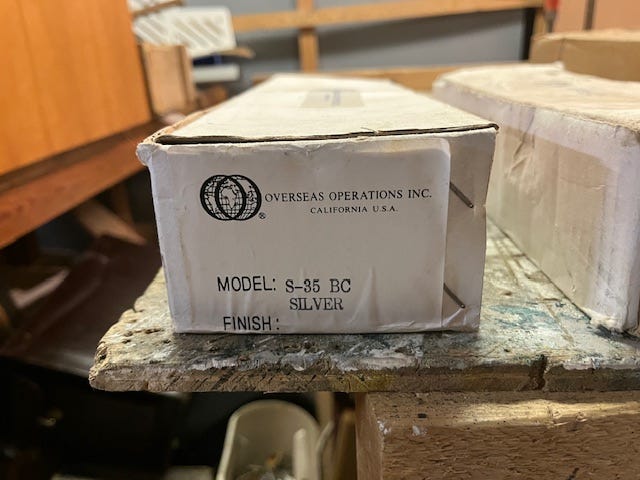 OVERSEAS OPERATIONS INC.
®
CALIFORNIA U.S.A.
MODEL: S-35 BC
SILVER
FINISH: